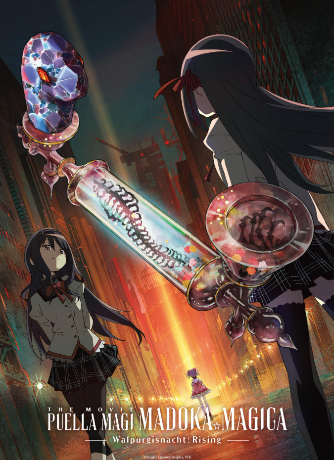 THE MOVIE
PUELLA MAGI MADOKA☆MAGICA
Walpurgisnacht: Rising